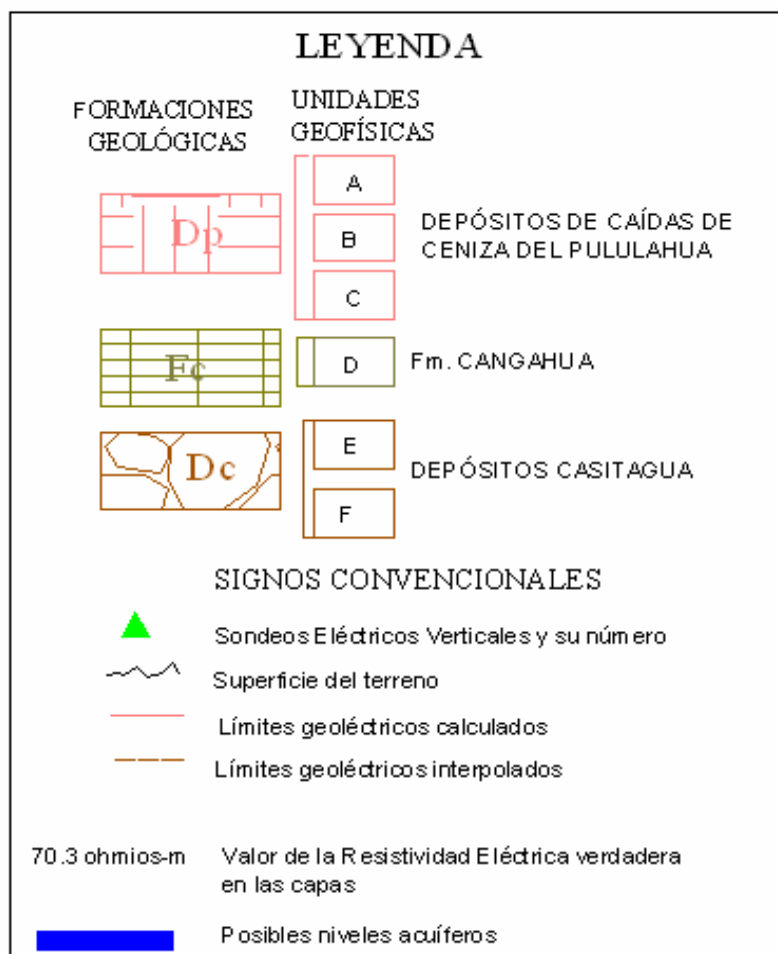 LEYENDA
FORMACIONES
GEOLÓGICAS
UNIDADES
GEOFÍSICAS
Dp
A
B
C
DEPÓSITOS DE CAÍDAS DE
CENIZA DEL PULULAHUA
Fc
D
Fm. CANGAHUA
Dc
E
F
DEPÓSITOS CASITAGUA
SIGNOS CONVENCIONALES
Sondeos Eléctricos Verticales y su número
Superficie del terreno
Límites geoléctricos calculados
Límites geoléctricos interpolados
70.3 ohmios-m Valor de la Resistividad Eléctrica verdadera
en las capas
Posibles niveles acuíferos